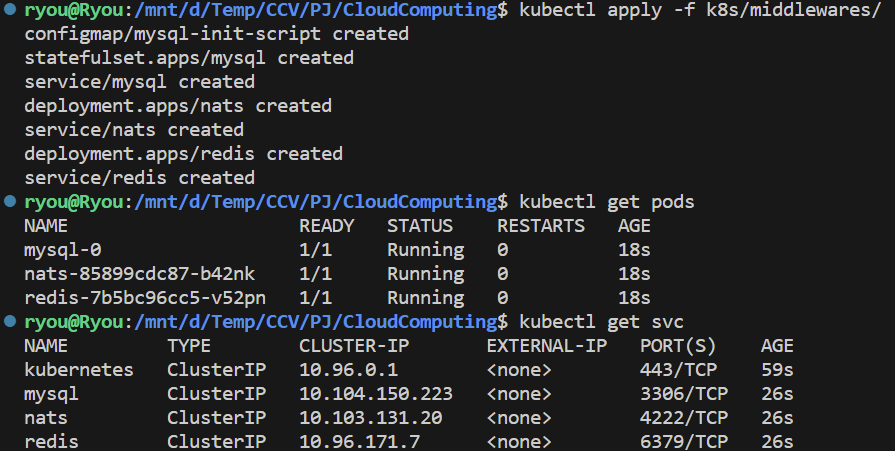 ryou@Ryou:/mnt/d/Temp/CCV/PJ/CloudComputing$ kubectl apply -f k8s/middlewares/
configmap/mysql-init-script created
statefulset.apps/mysql created
service/mysql created
deployment.apps/nats created
service/nats created
deployment.apps/redis created
service/redis created
ryou@Ryou:/mnt/d/Temp/CCV/PJ/CloudComputing$ kubectl get pods
NAME                     READY   STATUS    RESTARTS   AGE
mysql-0                  1/1     Running   0          18s
nats-85899cdc87-b42nk    1/1     Running   0          18s
redis-7b5bc96cc5-v52pn   1/1     Running   0          18s
ryou@Ryou:/mnt/d/Temp/CCV/PJ/CloudComputing$ kubectl get svc
NAME         TYPE        CLUSTER-IP       EXTERNAL-IP   PORT(S)    AGE
kubernetes   ClusterIP   10.96.0.1        <none>        443/TCP    59s
mysql        ClusterIP   10.104.150.223   <none>        3306/TCP   26s
nats         ClusterIP   10.103.131.20    <none>        4222/TCP   26s
redis        ClusterIP   10.96.171.7      <none>        6379/TCP   26s